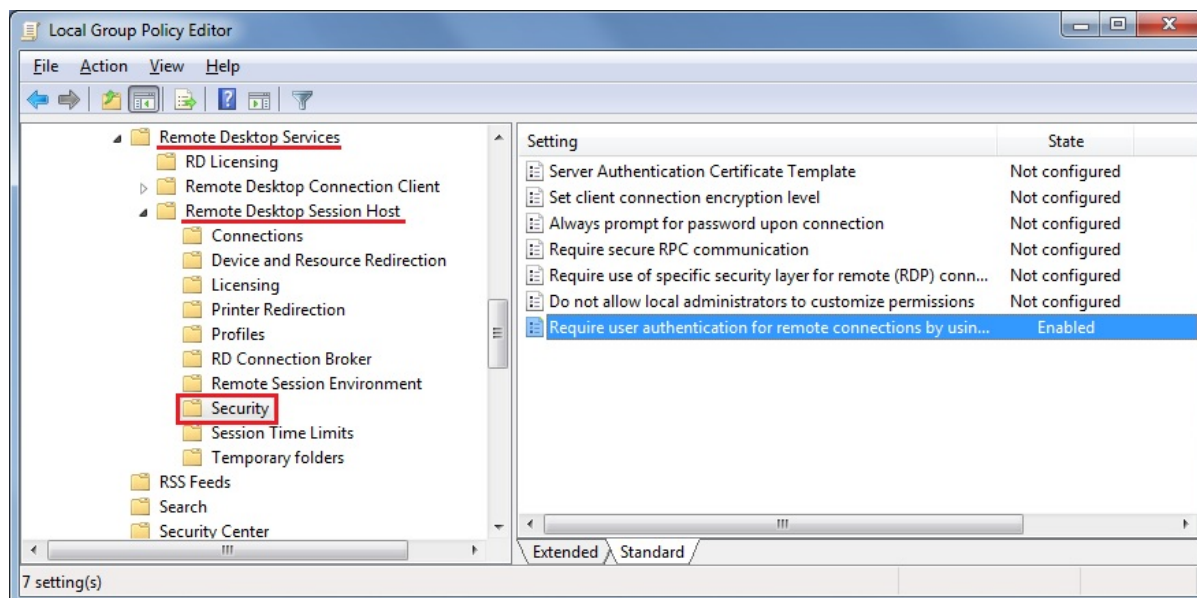 Local Group Policy Editor
File Action View Help
Remote Desktop Services
RD Licensing
Remote Desktop Connection Client
Remote Desktop Session Host
Connections
Device and Resource Redirection
Licensing
Printer Redirection
Profiles
RD Connection Broker
Remote Session Environment
Security
Session Time Limits
Temporary folders
RSS Feeds
Search
Security Center
Setting State
Server Authentication Certificate Template Not configured
Set client connection encryption level Not configured
Always prompt for password upon connection Not configured
Require secure RPC communication Not configured
Require use of specific security layer for remote (RDP) conn... Not configured
Do not allow local administrators to customize permissions Not configured
Require user authentication for remote connections by usin... Enabled
Extended Standard
7 setting(s)